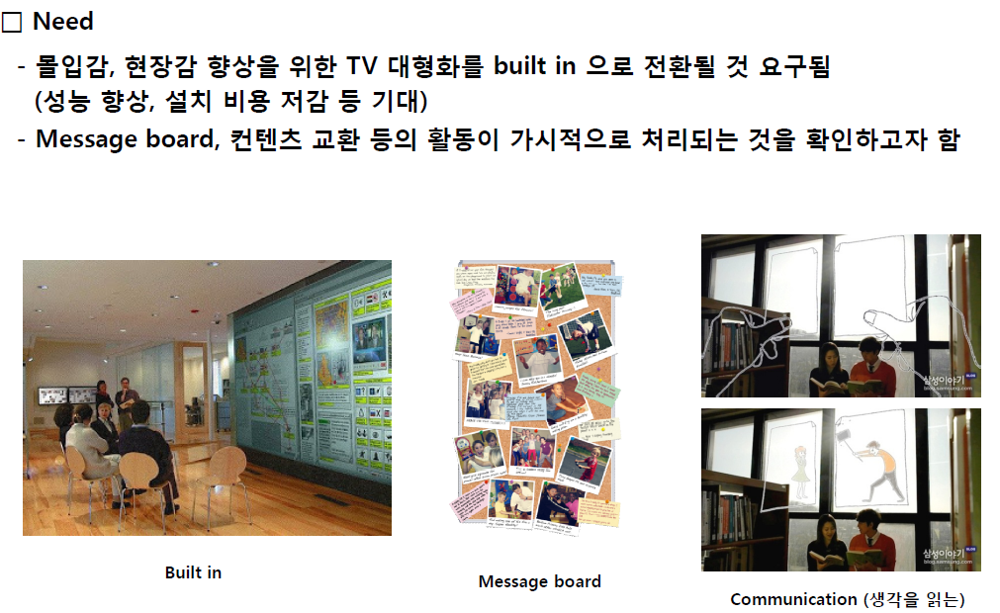 □ Need
- 몰입감, 현장감 향상을 위한 TV 대형화를 built in 으로 전환될 것 요구됨
(성능 향상, 설치 비용 저감 등 기대)
- Message board, 컨텐츠 교환 등의 활동이 가시적으로 처리되는 것을 확인하고자 함
삼성이야기 BLOG
blog.samsung.com
삼성이야기 BLOG
blog.samsung.com
Built in
Message board
Communication (생각을 읽는)